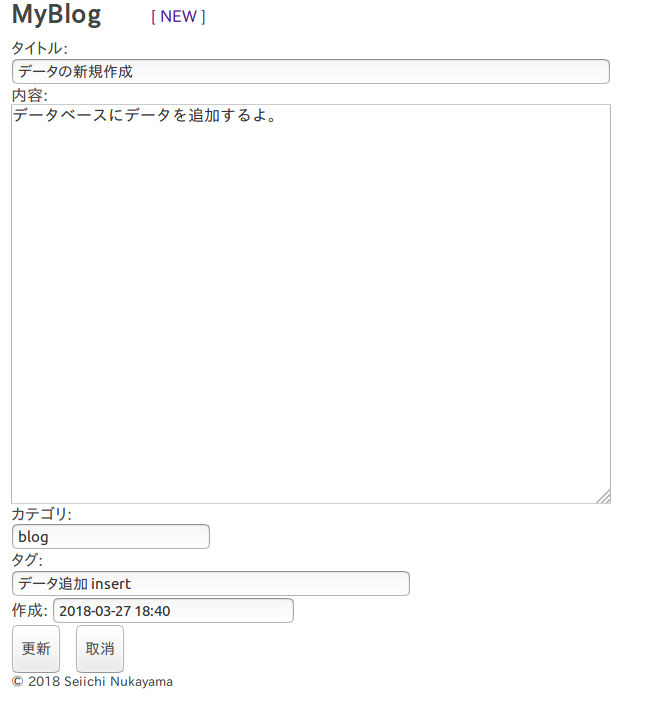 MyBlog [ NEW ]
タイトル:
データの新規作成
内容:
データベースにデータを追加するよ。
カテゴリ:
blog
タグ:
データ追加 insert
作成: 2018-03-27 18:40
更新 取消
© 2018 Seiichi Nukayama